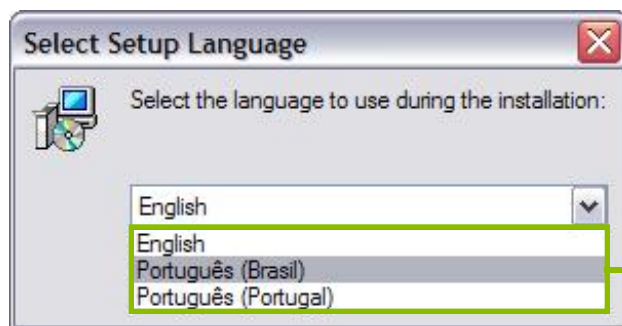 Select Setup Language
Select the language to use during the installation:
English
English
Português (Brasil)
Português (Portugal)